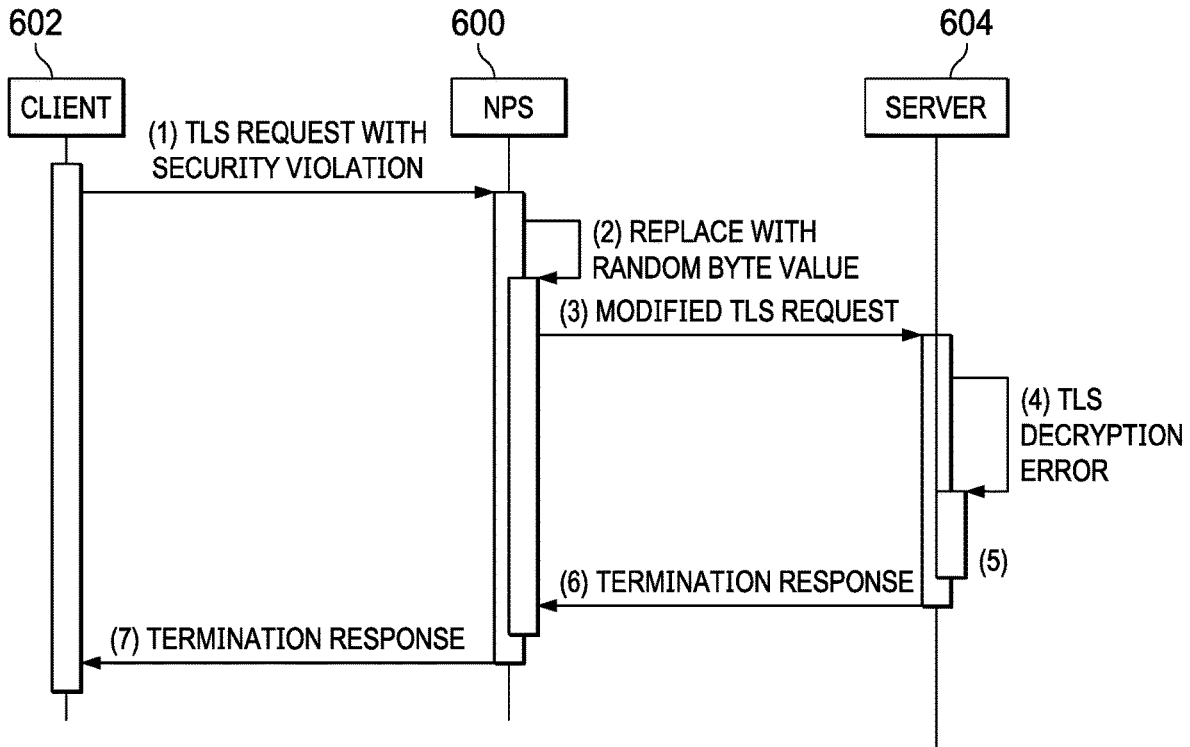 602
600
604
CLIENT
NPS
SERVER
(1) TLS REQUEST WITH
SECURITY VIOLATION
(2) REPLACE WITH
RANDOM BYTE VALUE
(3) MODIFIED TLS REQUEST
(4) TLS
DECRYPTION
ERROR
(5)
(6) TERMINATION RESPONSE
(7) TERMINATION RESPONSE